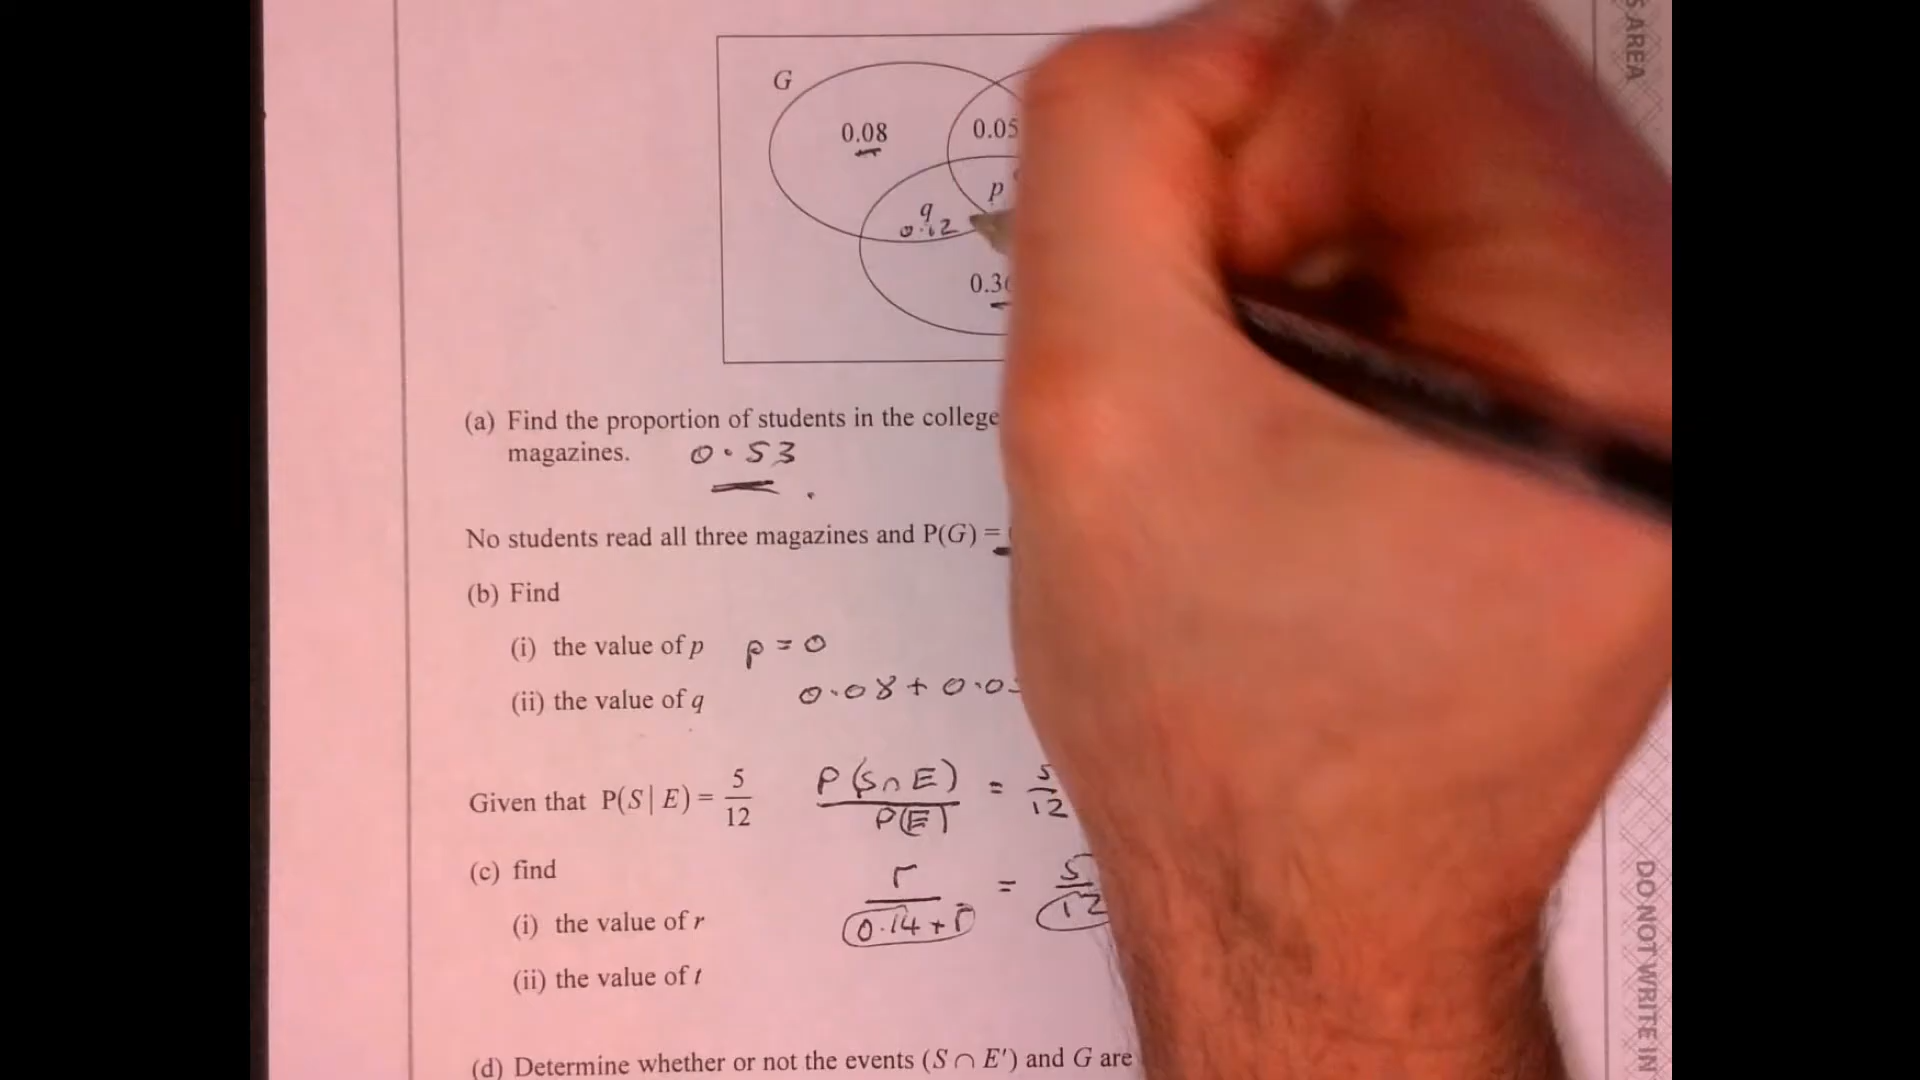 S AREA
G
0.08
0.05
p
q
0.12
(a) Find the proportion of students in the college
magazines. 0.53
No students read all three magazines and P(G) =
(b) Find
(i) the value of p p = 0
(ii) the value of q 0.08 + 0.0
Given that P(S | E) = 5/12 P(S∩E)/P(E) = 5/12
(c) find
r/(0.14 + r) = 5/12
(i) the value of r
(ii) the value of t
(d) Determine whether or not the events (S ∩ E′) and G are
DO NOT WRITE IN